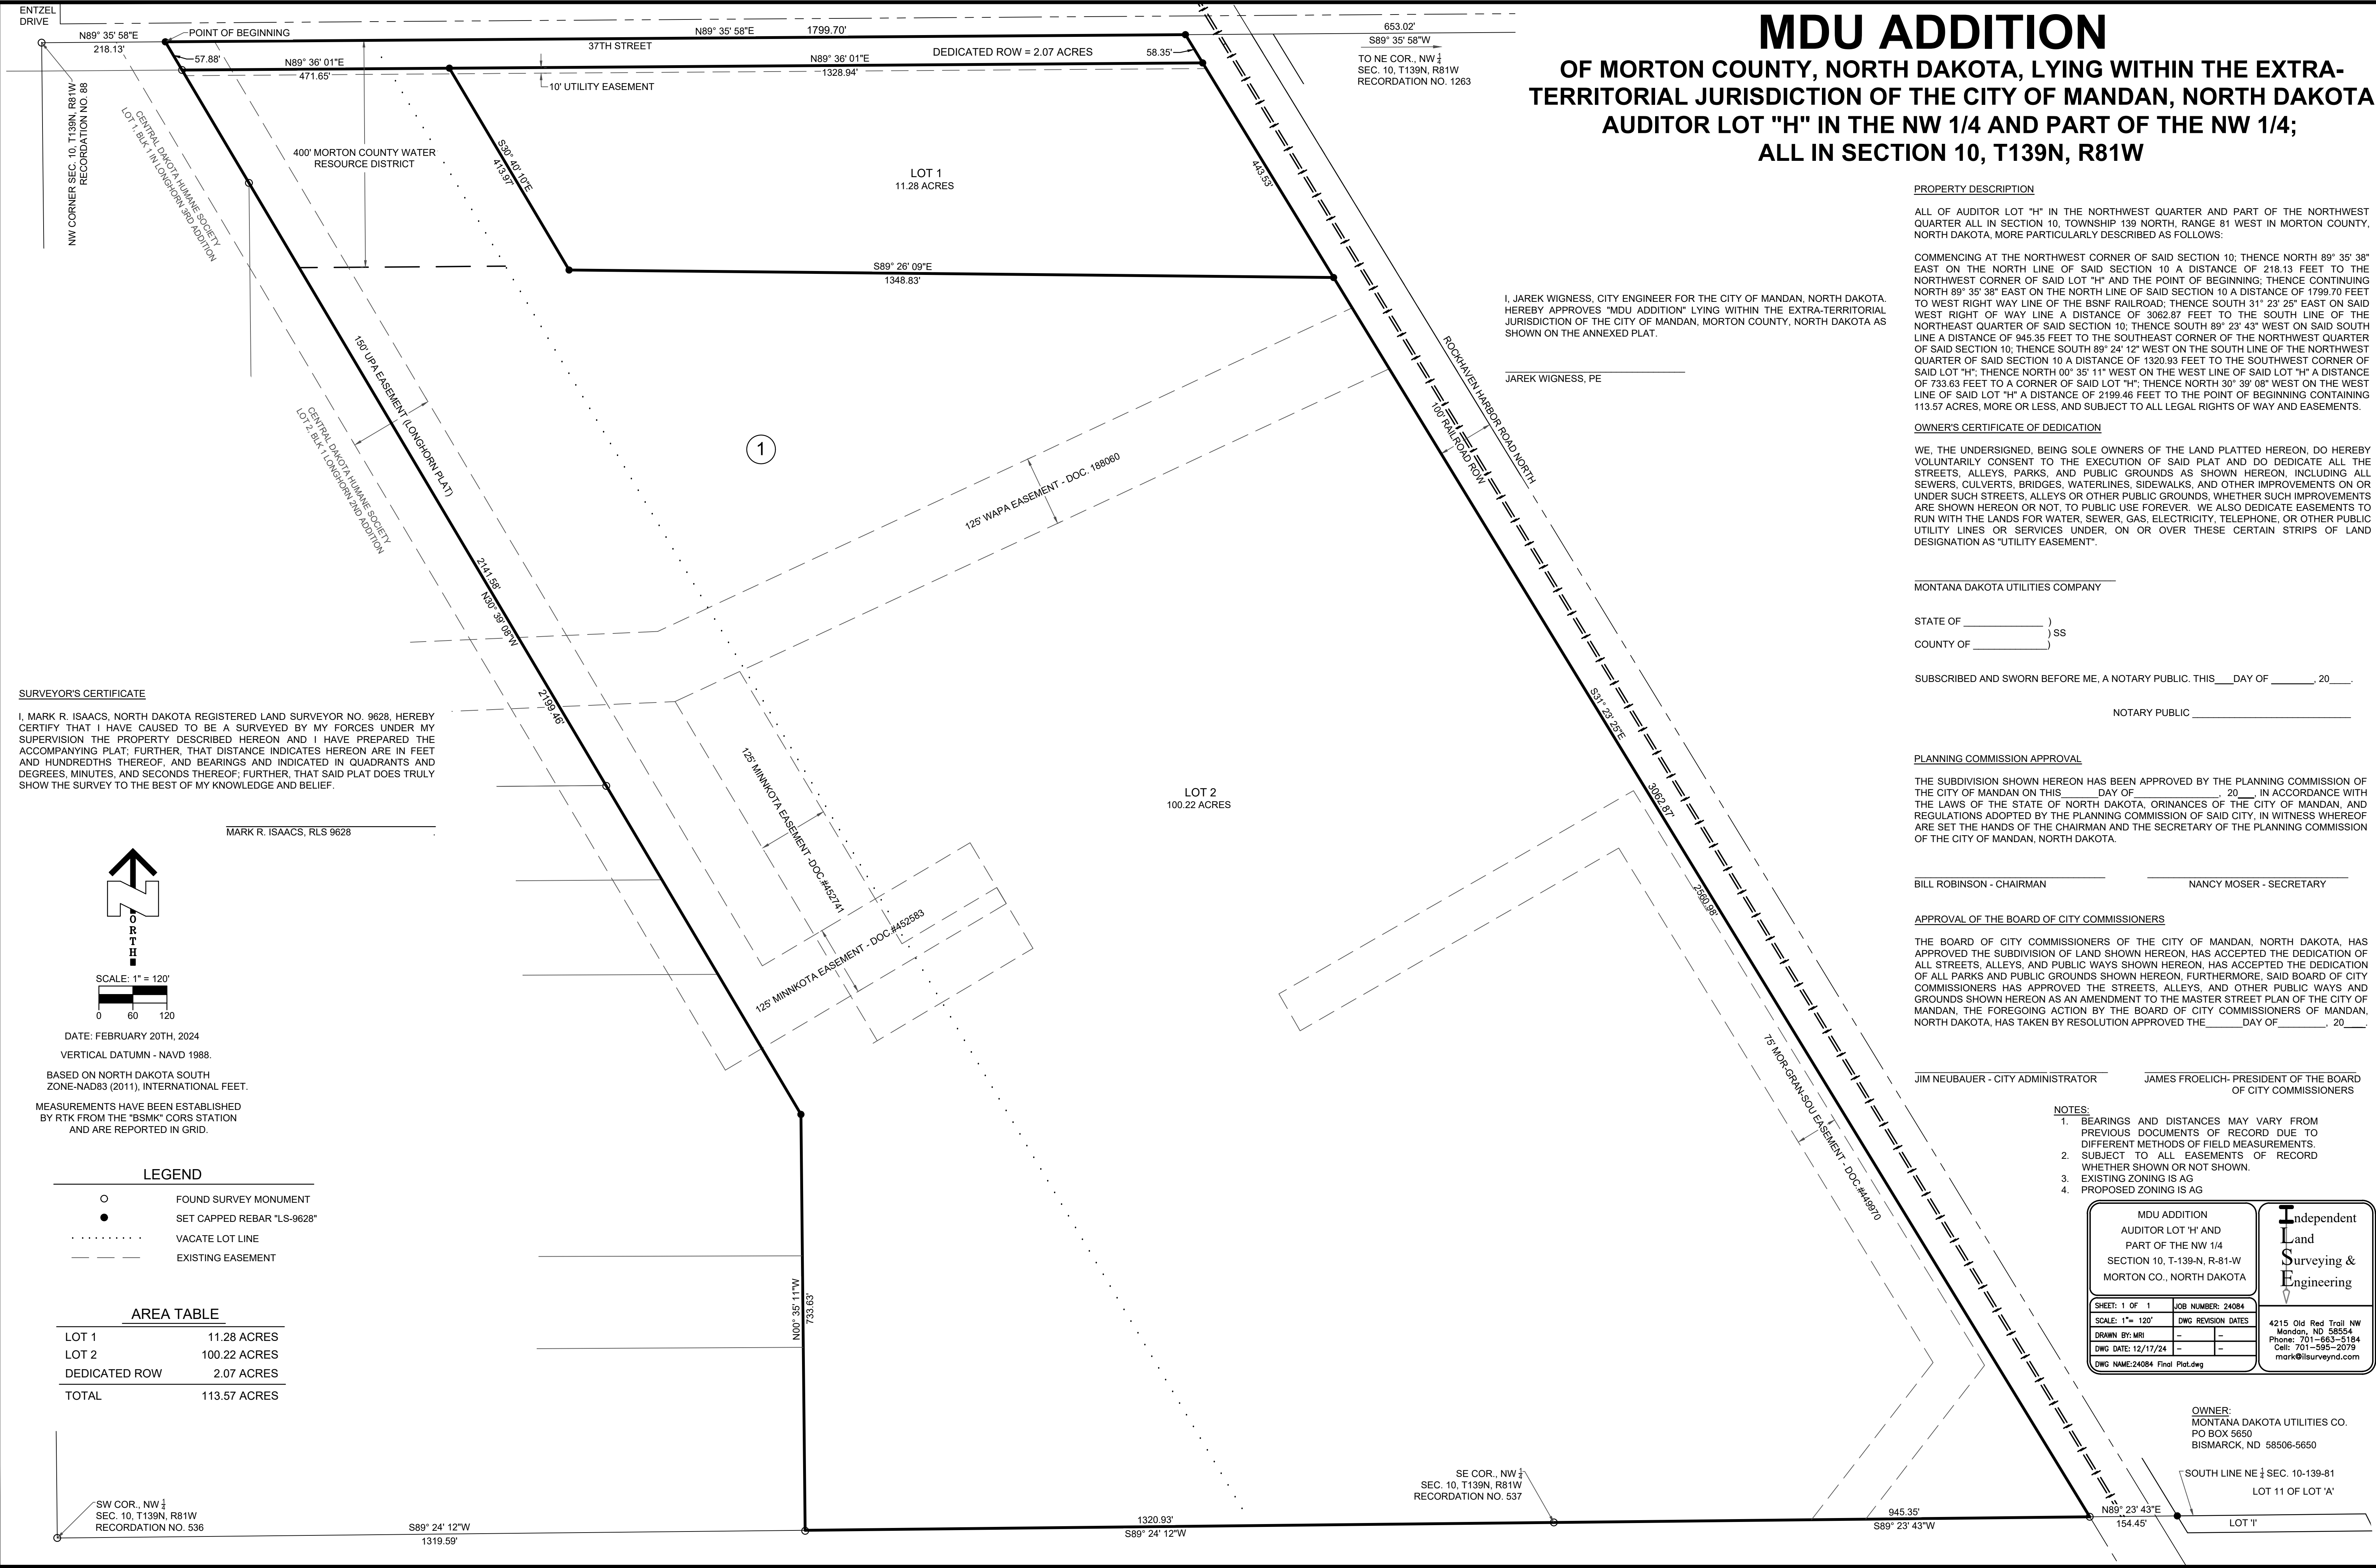 MDU ADDITION
OF MORTON COUNTY, NORTH DAKOTA, LYING WITHIN THE EXTRA-
TERRITORIAL JURISDICTION OF THE CITY OF MANDAN, NORTH DAKOTA
AUDITOR LOT "H" IN THE NW 1/4 AND PART OF THE NW 1/4;
ALL IN SECTION 10, T139N, R81W
ENTZEL
DRIVE
N89° 35' 58"E
218.13'
POINT OF BEGINNING
57.88'
N89° 35' 58"E 1799.70'
37TH STREET
DEDICATED ROW = 2.07 ACRES
58.35'
N89° 36' 01"E
471.65'
N89° 36' 01"E
1328.94'
10' UTILITY EASEMENT
653.02'
S89° 35' 58"W
TO NE COR., NW 1/4
SEC. 10, T139N, R81W
RECORDATION NO. 1263
NW CORNER SEC. 10, T139N, R81W
RECORDATION NO. 88
CENTRAL DAKOTA HUMANE SOCIETY
LOT 1, BLK 1 IN LONGHORN 3RD ADDITION
400' MORTON COUNTY WATER
RESOURCE DISTRICT
S30° 40' 10"E
413.97'
LOT 1
11.28 ACRES
443.53'
S89° 26' 09"E
1348.83'
150' UPA EASEMENT (LONGHORN PLAT)
CENTRAL DAKOTA HUMANE SOCIETY
LOT 2, BLK 1 LONGHORN 2ND ADDITION
1
125' WAPA EASEMENT - DOC. 188060
ROCKHAVEN HARBOR ROAD NORTH
100' RAILROAD ROW
2141.58'
N30° 39' 08"W
2199.46'
S31° 23' 25"E
3062.87'
2560.98'
LOT 2
100.22 ACRES
125' MINNKOTA EASEMENT -DOC.#452741
125' MINNKOTA EASEMENT - DOC.#452583
75' MOR-GRAN-SOU EASEMENT - DOC.#449970
N00° 35' 11"W
733.63'
SURVEYOR'S CERTIFICATE
I, MARK R. ISAACS, NORTH DAKOTA REGISTERED LAND SURVEYOR NO. 9628, HEREBY
CERTIFY THAT I HAVE CAUSED TO BE A SURVEYED BY MY FORCES UNDER MY
SUPERVISION THE PROPERTY DESCRIBED HEREON AND I HAVE PREPARED THE
ACCOMPANYING PLAT; FURTHER, THAT DISTANCE INDICATES HEREON ARE IN FEET
AND HUNDREDTHS THEREOF, AND BEARINGS AND INDICATED IN QUADRANTS AND
DEGREES, MINUTES, AND SECONDS THEREOF; FURTHER, THAT SAID PLAT DOES TRULY
SHOW THE SURVEY TO THE BEST OF MY KNOWLEDGE AND BELIEF.
MARK R. ISAACS, RLS 9628
NORTH
SCALE: 1" = 120'
0 60 120
DATE: FEBRUARY 20TH, 2024
VERTICAL DATUMN - NAVD 1988.
BASED ON NORTH DAKOTA SOUTH
ZONE-NAD83 (2011), INTERNATIONAL FEET.
MEASUREMENTS HAVE BEEN ESTABLISHED
BY RTK FROM THE "BSMK" CORS STATION
AND ARE REPORTED IN GRID.
LEGEND
FOUND SURVEY MONUMENT
SET CAPPED REBAR "LS-9628"
VACATE LOT LINE
EXISTING EASEMENT
AREA TABLE
LOT 1 11.28 ACRES
LOT 2 100.22 ACRES
DEDICATED ROW 2.07 ACRES
TOTAL 113.57 ACRES
SW COR., NW 1/4
SEC. 10, T139N, R81W
RECORDATION NO. 536
S89° 24' 12"W
1319.59'
1320.93'
S89° 24' 12"W
SE COR., NW 1/4
SEC. 10, T139N, R81W
RECORDATION NO. 537
945.35'
S89° 23' 43"W
N89° 23' 43"E
154.45'
LOT 'I'
SOUTH LINE NE 1/4 SEC. 10-139-81
LOT 11 OF LOT 'A'
I, JAREK WIGNESS, CITY ENGINEER FOR THE CITY OF MANDAN, NORTH DAKOTA.
HEREBY APPROVES "MDU ADDITION" LYING WITHIN THE EXTRA-TERRITORIAL
JURISDICTION OF THE CITY OF MANDAN, MORTON COUNTY, NORTH DAKOTA AS
SHOWN ON THE ANNEXED PLAT.
JAREK WIGNESS, PE
PROPERTY DESCRIPTION
ALL OF AUDITOR LOT "H" IN THE NORTHWEST QUARTER AND PART OF THE NORTHWEST
QUARTER ALL IN SECTION 10, TOWNSHIP 139 NORTH, RANGE 81 WEST IN MORTON COUNTY,
NORTH DAKOTA, MORE PARTICULARLY DESCRIBED AS FOLLOWS:
COMMENCING AT THE NORTHWEST CORNER OF SAID SECTION 10; THENCE NORTH 89° 35' 38"
EAST ON THE NORTH LINE OF SAID SECTION 10 A DISTANCE OF 218.13 FEET TO THE
NORTHWEST CORNER OF SAID LOT "H" AND THE POINT OF BEGINNING; THENCE CONTINUING
NORTH 89° 35' 38" EAST ON THE NORTH LINE OF SAID SECTION 10 A DISTANCE OF 1799.70 FEET
TO WEST RIGHT WAY LINE OF THE BSNF RAILROAD; THENCE SOUTH 31° 23' 25" EAST ON SAID
WEST RIGHT OF WAY LINE A DISTANCE OF 3062.87 FEET TO THE SOUTH LINE OF THE
NORTHEAST QUARTER OF SAID SECTION 10; THENCE SOUTH 89° 23' 43" WEST ON SAID SOUTH
LINE A DISTANCE OF 945.35 FEET TO THE SOUTHEAST CORNER OF THE NORTHWEST QUARTER
OF SAID SECTION 10; THENCE SOUTH 89° 24' 12" WEST ON THE SOUTH LINE OF THE NORTHWEST
QUARTER OF SAID SECTION 10 A DISTANCE OF 1320.93 FEET TO THE SOUTHWEST CORNER OF
SAID LOT "H"; THENCE NORTH 00° 35' 11" WEST ON THE WEST LINE OF SAID LOT "H" A DISTANCE
OF 733.63 FEET TO A CORNER OF SAID LOT "H"; THENCE NORTH 30° 39' 08" WEST ON THE WEST
LINE OF SAID LOT "H" A DISTANCE OF 2199.46 FEET TO THE POINT OF BEGINNING CONTAINING
113.57 ACRES, MORE OR LESS, AND SUBJECT TO ALL LEGAL RIGHTS OF WAY AND EASEMENTS.
OWNER'S CERTIFICATE OF DEDICATION
WE, THE UNDERSIGNED, BEING SOLE OWNERS OF THE LAND PLATTED HEREON, DO HEREBY
VOLUNTARILY CONSENT TO THE EXECUTION OF SAID PLAT AND DO DEDICATE ALL THE
STREETS, ALLEYS, PARKS, AND PUBLIC GROUNDS AS SHOWN HEREON, INCLUDING ALL
SEWERS, CULVERTS, BRIDGES, WATERLINES, SIDEWALKS, AND OTHER IMPROVEMENTS ON OR
UNDER SUCH STREETS, ALLEYS OR OTHER PUBLIC GROUNDS, WHETHER SUCH IMPROVEMENTS
ARE SHOWN HEREON OR NOT, TO PUBLIC USE FOREVER. WE ALSO DEDICATE EASEMENTS TO
RUN WITH THE LANDS FOR WATER, SEWER, GAS, ELECTRICITY, TELEPHONE, OR OTHER PUBLIC
UTILITY LINES OR SERVICES UNDER, ON OR OVER THESE CERTAIN STRIPS OF LAND
DESIGNATION AS "UTILITY EASEMENT".
MONTANA DAKOTA UTILITIES COMPANY
STATE OF ______________ )
) SS
COUNTY OF _____________)
SUBSCRIBED AND SWORN BEFORE ME, A NOTARY PUBLIC. THIS___DAY OF _______, 20____.
NOTARY PUBLIC ____________________________
PLANNING COMMISSION APPROVAL
THE SUBDIVISION SHOWN HEREON HAS BEEN APPROVED BY THE PLANNING COMMISSION OF
THE CITY OF MANDAN ON THIS______DAY OF______________, 20___, IN ACCORDANCE WITH
THE LAWS OF THE STATE OF NORTH DAKOTA, ORINANCES OF THE CITY OF MANDAN, AND
REGULATIONS ADOPTED BY THE PLANNING COMMISSION OF SAID CITY, IN WITNESS WHEREOF
ARE SET THE HANDS OF THE CHAIRMAN AND THE SECRETARY OF THE PLANNING COMMISSION
OF THE CITY OF MANDAN, NORTH DAKOTA.
BILL ROBINSON - CHAIRMAN NANCY MOSER - SECRETARY
APPROVAL OF THE BOARD OF CITY COMMISSIONERS
THE BOARD OF CITY COMMISSIONERS OF THE CITY OF MANDAN, NORTH DAKOTA, HAS
APPROVED THE SUBDIVISION OF LAND SHOWN HEREON, HAS ACCEPTED THE DEDICATION OF
ALL STREETS, ALLEYS, AND PUBLIC WAYS SHOWN HEREON, HAS ACCEPTED THE DEDICATION
OF ALL PARKS AND PUBLIC GROUNDS SHOWN HEREON, FURTHERMORE, SAID BOARD OF CITY
COMMISSIONERS HAS APPROVED THE STREETS, ALLEYS, AND OTHER PUBLIC WAYS AND
GROUNDS SHOWN HEREON AS AN AMENDMENT TO THE MASTER STREET PLAN OF THE CITY OF
MANDAN, THE FOREGOING ACTION BY THE BOARD OF CITY COMMISSIONERS OF MANDAN,
NORTH DAKOTA, HAS TAKEN BY RESOLUTION APPROVED THE______DAY OF________, 20____.
JIM NEUBAUER - CITY ADMINISTRATOR JAMES FROELICH- PRESIDENT OF THE BOARD
OF CITY COMMISSIONERS
NOTES:
1. BEARINGS AND DISTANCES MAY VARY FROM
PREVIOUS DOCUMENTS OF RECORD DUE TO
DIFFERENT METHODS OF FIELD MEASUREMENTS.
2. SUBJECT TO ALL EASEMENTS OF RECORD
WHETHER SHOWN OR NOT SHOWN.
3. EXISTING ZONING IS AG
4. PROPOSED ZONING IS AG
MDU ADDITION
AUDITOR LOT 'H' AND
PART OF THE NW 1/4
SECTION 10, T-139-N, R-81-W
MORTON CO., NORTH DAKOTA
SHEET: 1 OF 1 JOB NUMBER: 24084
SCALE: 1"= 120' DWG REVISION DATES
DRAWN BY: MRI - -
DWG DATE: 12/17/24 - -
DWG NAME:24084 Final Plat.dwg
Independent
Land
Surveying &
Engineering
4215 Old Red Trail NW
Mandan, ND 58554
Phone: 701-663-5184
Cell: 701-595-2079
mark@ilsurveynd.com
OWNER:
MONTANA DAKOTA UTILITIES CO.
PO BOX 5650
BISMARCK, ND 58506-5650